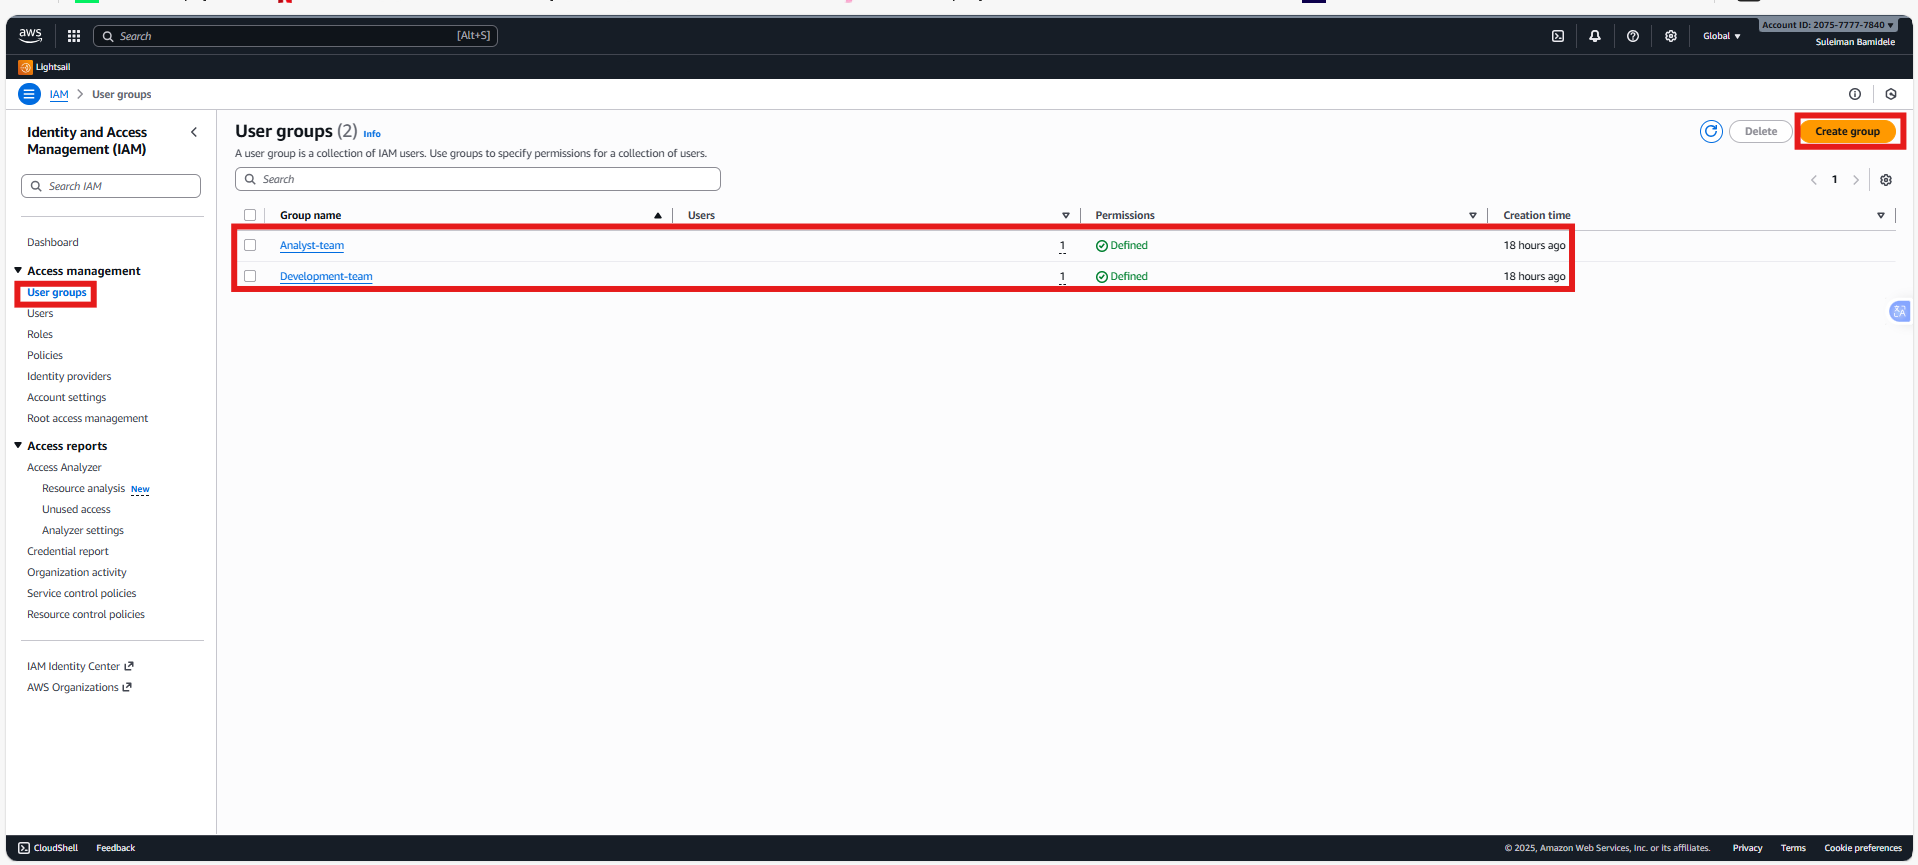 aws
Search [Alt+S]
Global
Account ID: 2075-7777-7840
Suleiman Bamidele
Lightsail
IAM > User groups
Identity and Access Management (IAM)
Search IAM
Dashboard
Access management
User groups
Users
Roles
Policies
Identity providers
Account settings
Root access management
Access reports
Access Analyzer
Resource analysis New
Unused access
Analyzer settings
Credential report
Organization activity
Service control policies
Resource control policies
IAM Identity Center
AWS Organizations
User groups (2) Info
A user group is a collection of IAM users. Use groups to specify permissions for a collection of users.
Delete
Create group
Search
1
Group name Users Permissions Creation time
Analyst-team 1 Defined 18 hours ago
Development-team 1 Defined 18 hours ago
CloudShell Feedback
© 2025, Amazon Web Services, Inc. or its affiliates. Privacy Terms Cookie preferences